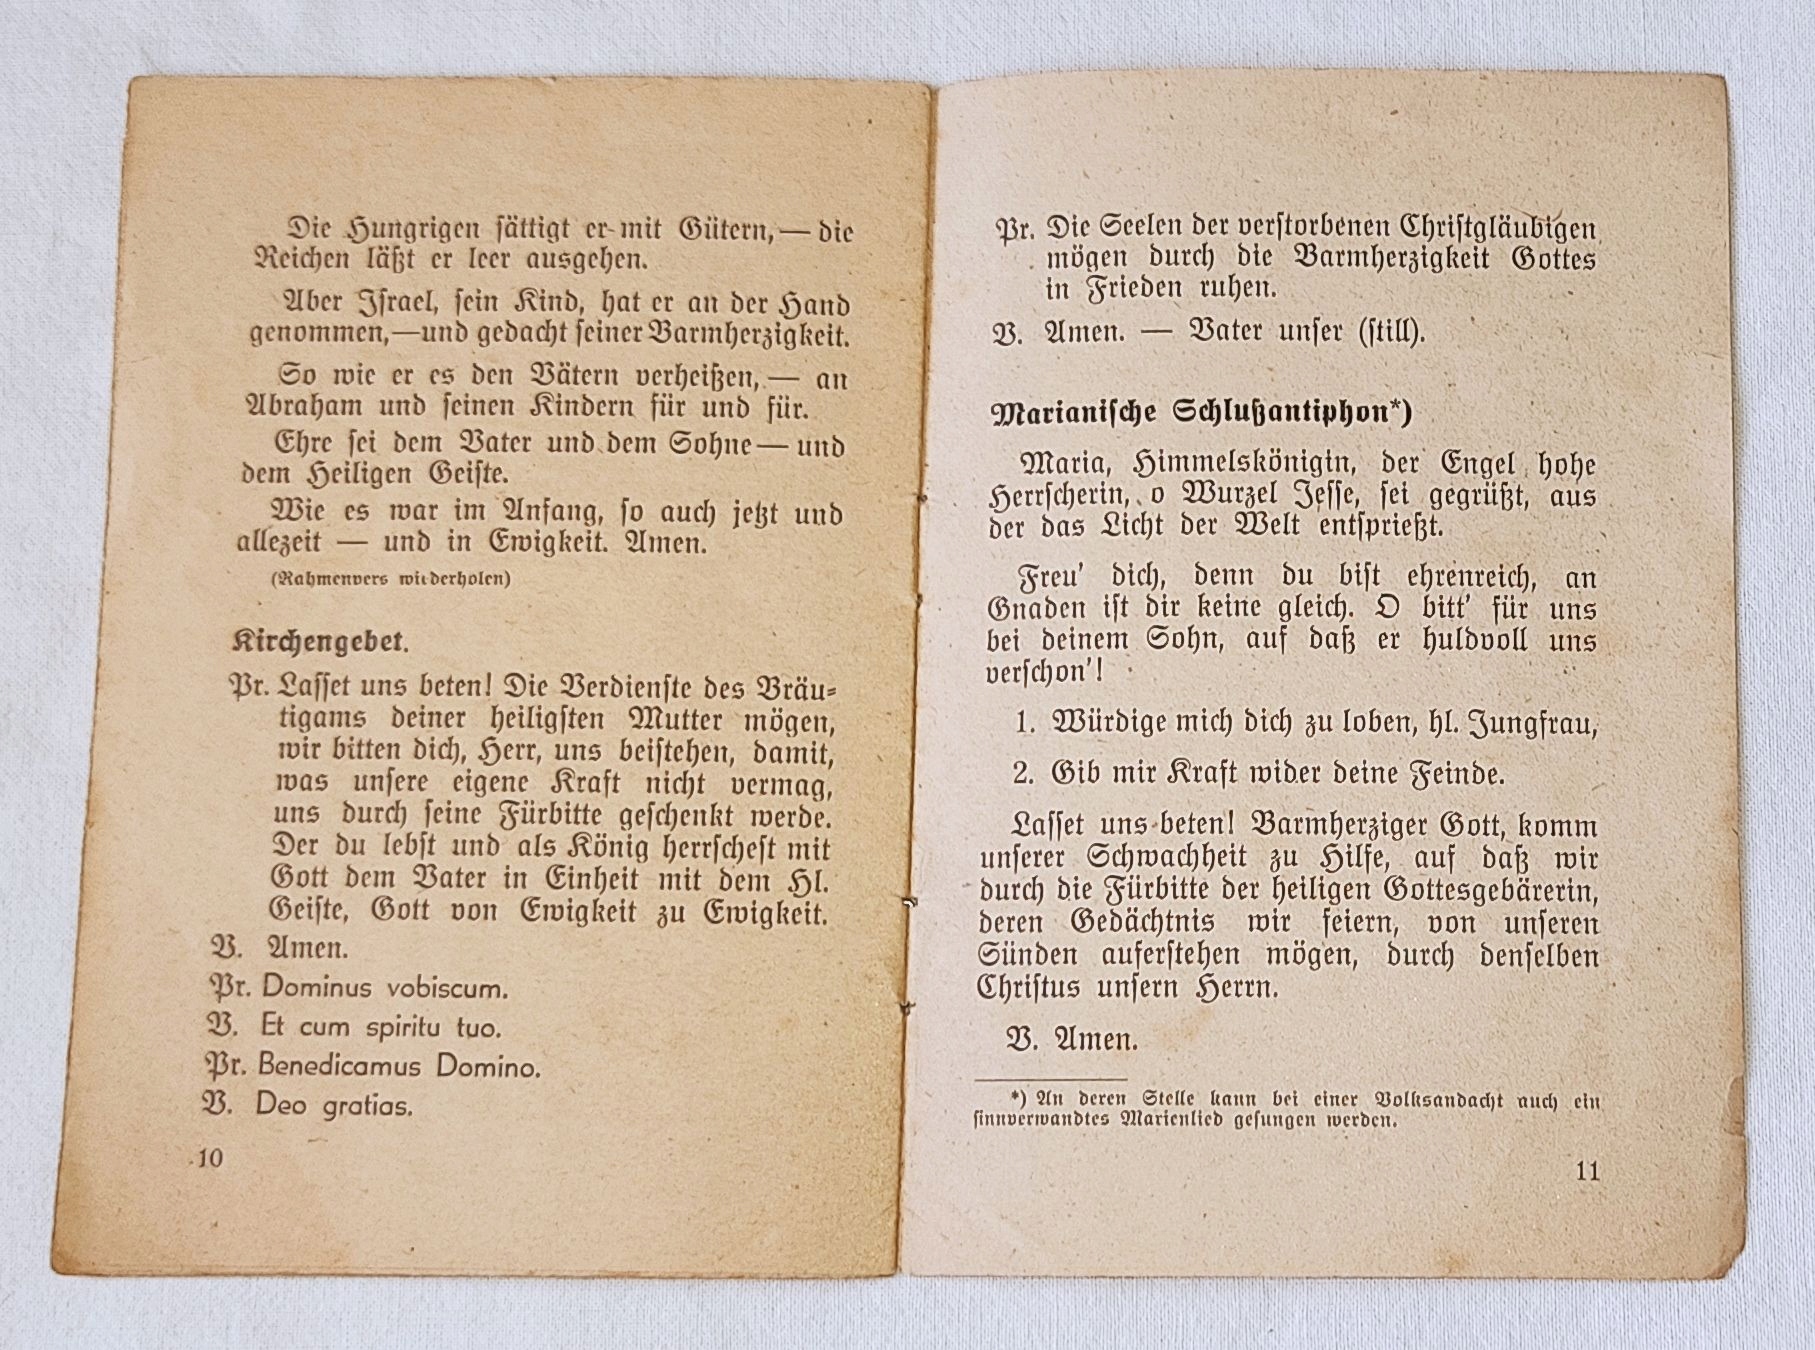 Die Hungrigen sättigt er mit Gütern, — die
Reichen läßt er leer ausgehen.
Aber Israel, sein Kind, hat er an der Hand
genommen, — und gedacht seiner Barmherzigkeit.
So wie er es den Vätern verheißen, — an
Abraham und seinen Kindern für und für.
Ehre sei dem Vater und dem Sohne — und
dem Heiligen Geiste.
Wie es war im Anfang, so auch jetzt und
allezeit — und in Ewigkeit. Amen.
(Rahmenvers wiederholen)
Kirchengebet.
Pr. Lasset uns beten! Die Verdienste des Bräu-
tigams deiner heiligsten Mutter mögen,
wir bitten dich, Herr, uns beistehen, damit,
was unsere eigene Kraft nicht vermag,
uns durch seine Fürbitte geschenkt werde.
Der du lebst und als König herrschest mit
Gott dem Vater in Einheit mit dem Hl.
Geiste, Gott von Ewigkeit zu Ewigkeit.
V. Amen.
Pr. Dominus vobiscum.
V. Et cum spiritu tuo.
Pr. Benedicamus Domino.
V. Deo gratias.
10
Pr. Die Seelen der verstorbenen Christgläubigen
mögen durch die Barmherzigkeit Gottes
in Frieden ruhen.
V. Amen. — Vater unser (still).
Marianische Schlußantiphon*)
Maria, Himmelskönigin, der Engel hohe
Herrscherin, o Wurzel Jesse, sei gegrüßt, aus
der das Licht der Welt entsprießt.
Freu' dich, denn du bist ehrenreich, an
Gnaden ist dir keine gleich. O bitt' für uns
bei deinem Sohn, auf daß er huldvoll uns
verschon'!
1. Würdige mich dich zu loben, hl. Jungfrau,
2. Gib mir Kraft wider deine Feinde.
Lasset uns beten! Barmherziger Gott, komm
unserer Schwachheit zu Hilfe, auf daß wir
durch die Fürbitte der heiligen Gottesgebärerin,
deren Gedächtnis wir feiern, von unseren
Sünden auferstehen mögen, durch denselben
Christus unsern Herrn.
V. Amen.
*) An deren Stelle kann bei einer Volksandacht auch ein
sinnverwandtes Marienlied gesungen werden.
11